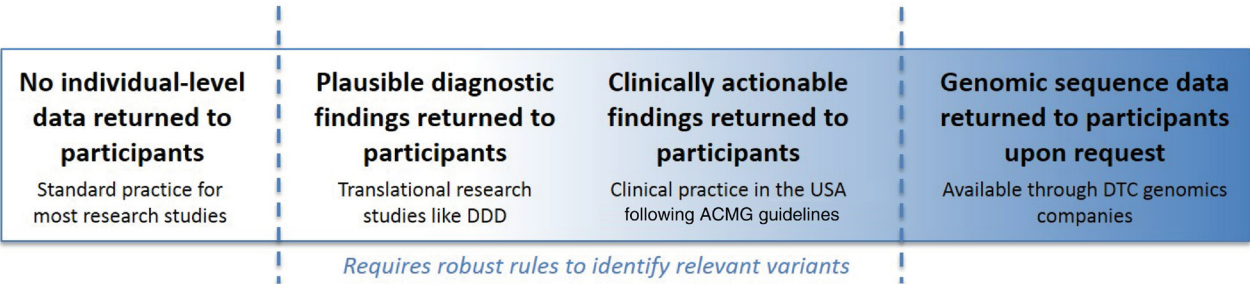 No individual-level
data returned to
participants
Standard practice for
most research studies
Plausible diagnostic
findings returned to
participants
Translational research
studies like DDD
Clinically actionable
findings returned to
participants
Clinical practice in the USA
following ACMG guidelines
Genomic sequence data
returned to participants
upon request
Available through DTC genomics
companies
Requires robust rules to identify relevant variants